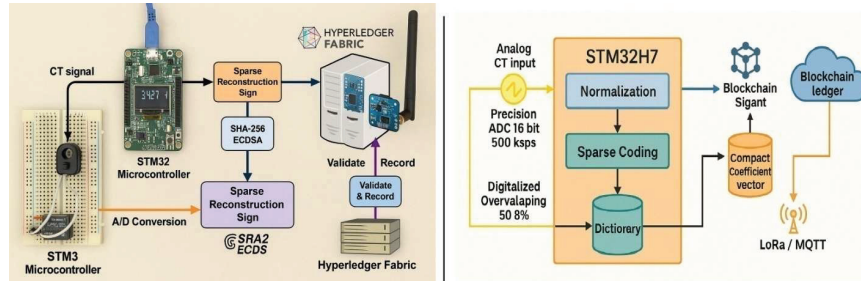 HYPERLEDGER
FABRIC
CT signal
Sparse
Reconstruction
Sign
3427
SHA-256
ECDSA
STM32
Microcontroller
Validate
Record
Sparse
Reconstruction
Sign
Validate
& Record
A/D Conversion
SRA2
ECDS
STM3
Microcontroller
Hyperledger Fabric
Analog
CT input
Precision
ADC 16 bit
500 ksps
Digitalized
Overvalaping
50 8%
STM32H7
Normalization
Sparse Coding
Dictiorary
Blockchain
Sigant
Compact
Coefficient
vector
Blockchain
ledger
LoRa / MQTT